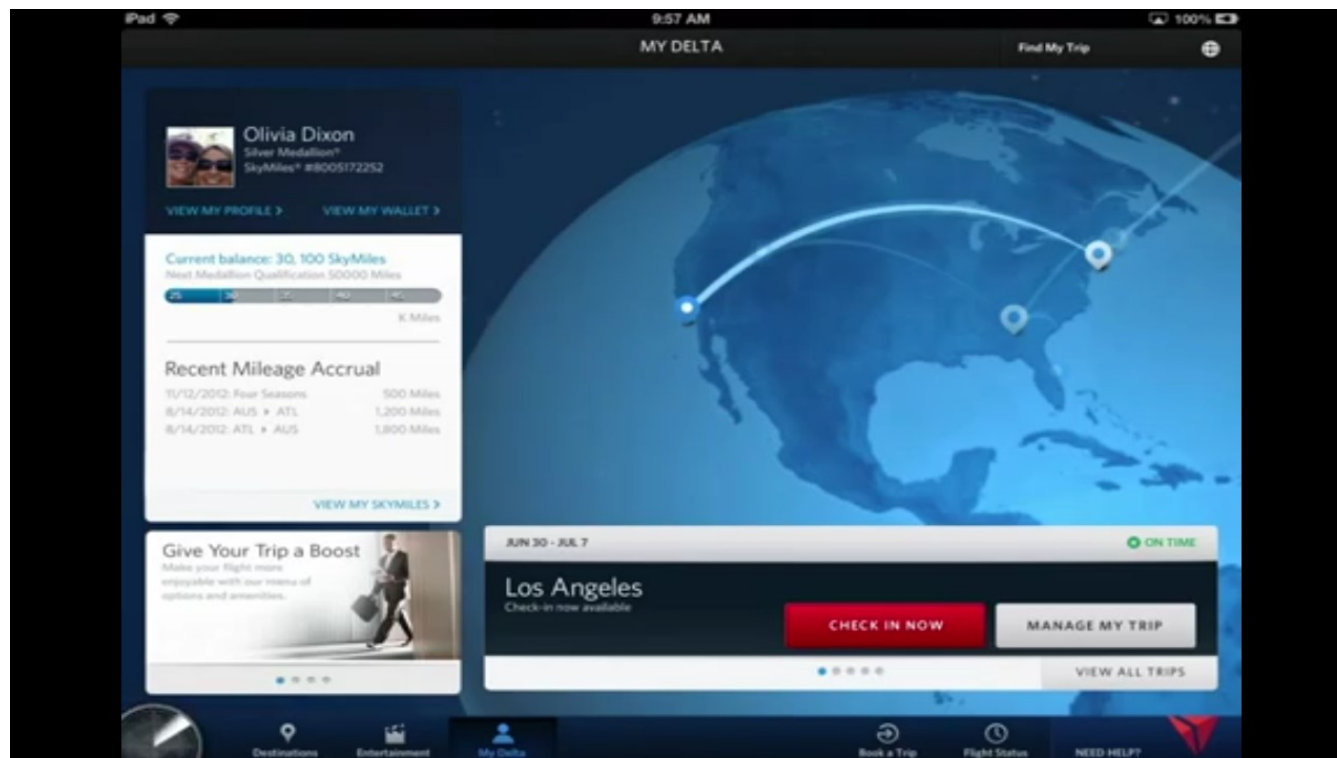 iPad 9:57 AM 100%
MY DELTA Find My Trip
Olivia Dixon
Silver Medallion®
SkyMiles® #8005172252
VIEW MY PROFILE > VIEW MY WALLET >
Current balance: 30, 100 SkyMiles
Next Medallion Qualification 50000 Miles
25 30 35 40 45
K Miles
Recent Mileage Accrual
11/12/2012: Four Seasons 500 Miles
8/14/2012: AUS ▸ ATL 1,200 Miles
8/14/2012: ATL ▸ AUS 1,800 Miles
VIEW MY SKYMILES >
Give Your Trip a Boost
Make your flight more
enjoyable with our menu of
options and amenities.
JUN 30 - JUL 7 ON TIME
Los Angeles
Check-in now available
CHECK IN NOW MANAGE MY TRIP
VIEW ALL TRIPS
Destinations Entertainment My Delta Book a Trip Flight Status NEED HELP?